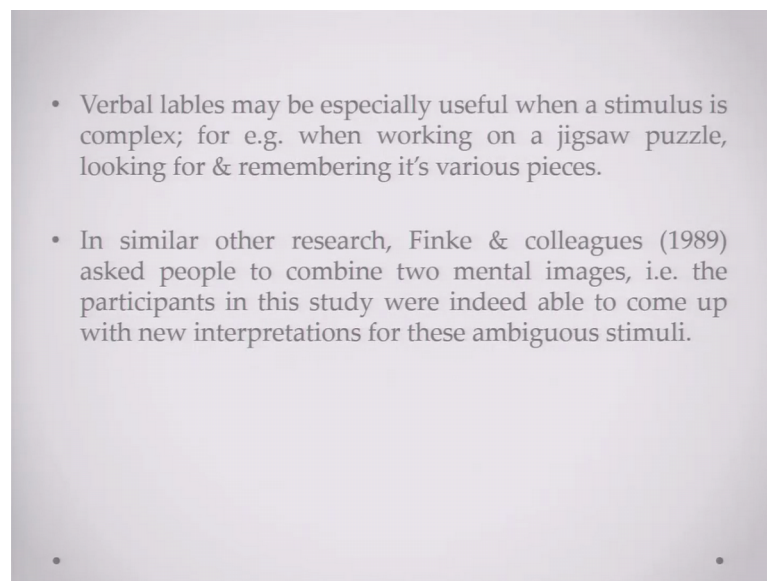 • Verbal lables may be especially useful when a stimulus is
complex; for e.g. when working on a jigsaw puzzle,
looking for & remembering it's various pieces.
• In similar other research, Finke & colleagues (1989)
asked people to combine two mental images, i.e. the
participants in this study were indeed able to come up
with new interpretations for these ambiguous stimuli.